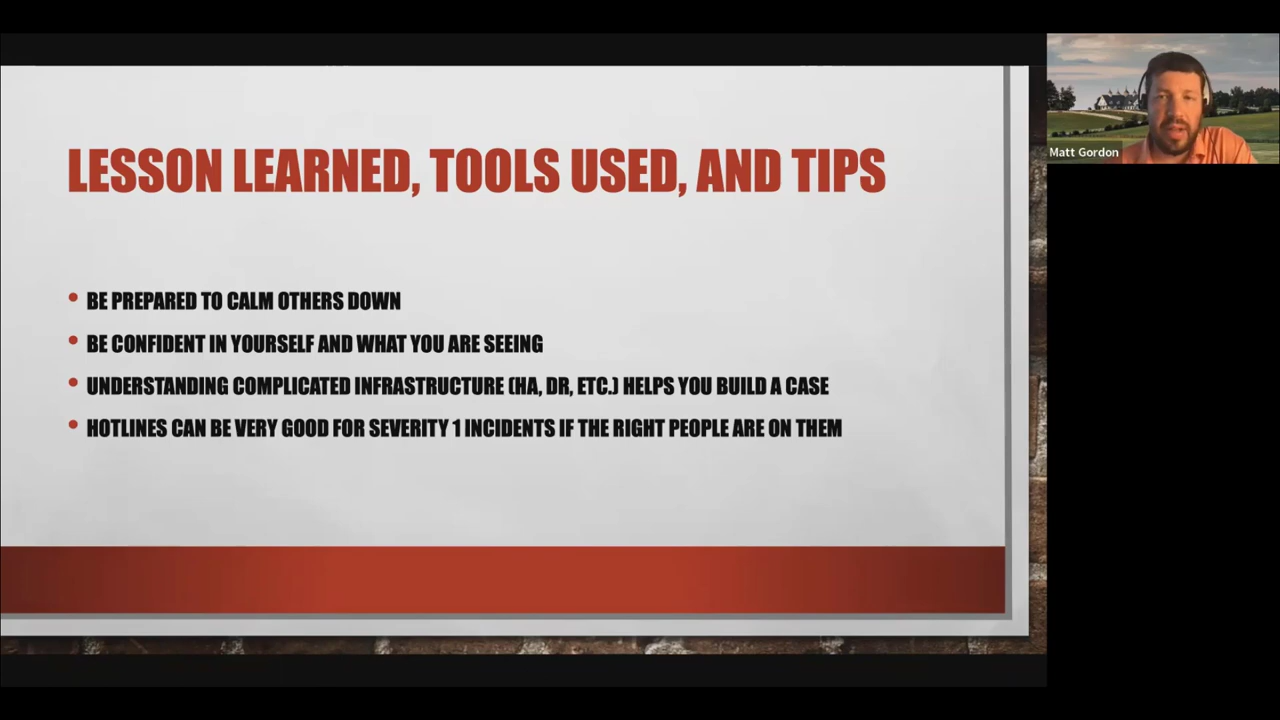 LESSON LEARNED, TOOLS USED, AND TIPS
• BE PREPARED TO CALM OTHERS DOWN
• BE CONFIDENT IN YOURSELF AND WHAT YOU ARE SEEING
• UNDERSTANDING COMPLICATED INFRASTRUCTURE (HA, DR, ETC.) HELPS YOU BUILD A CASE
• HOTLINES CAN BE VERY GOOD FOR SEVERITY 1 INCIDENTS IF THE RIGHT PEOPLE ARE ON THEM
Matt Gordon